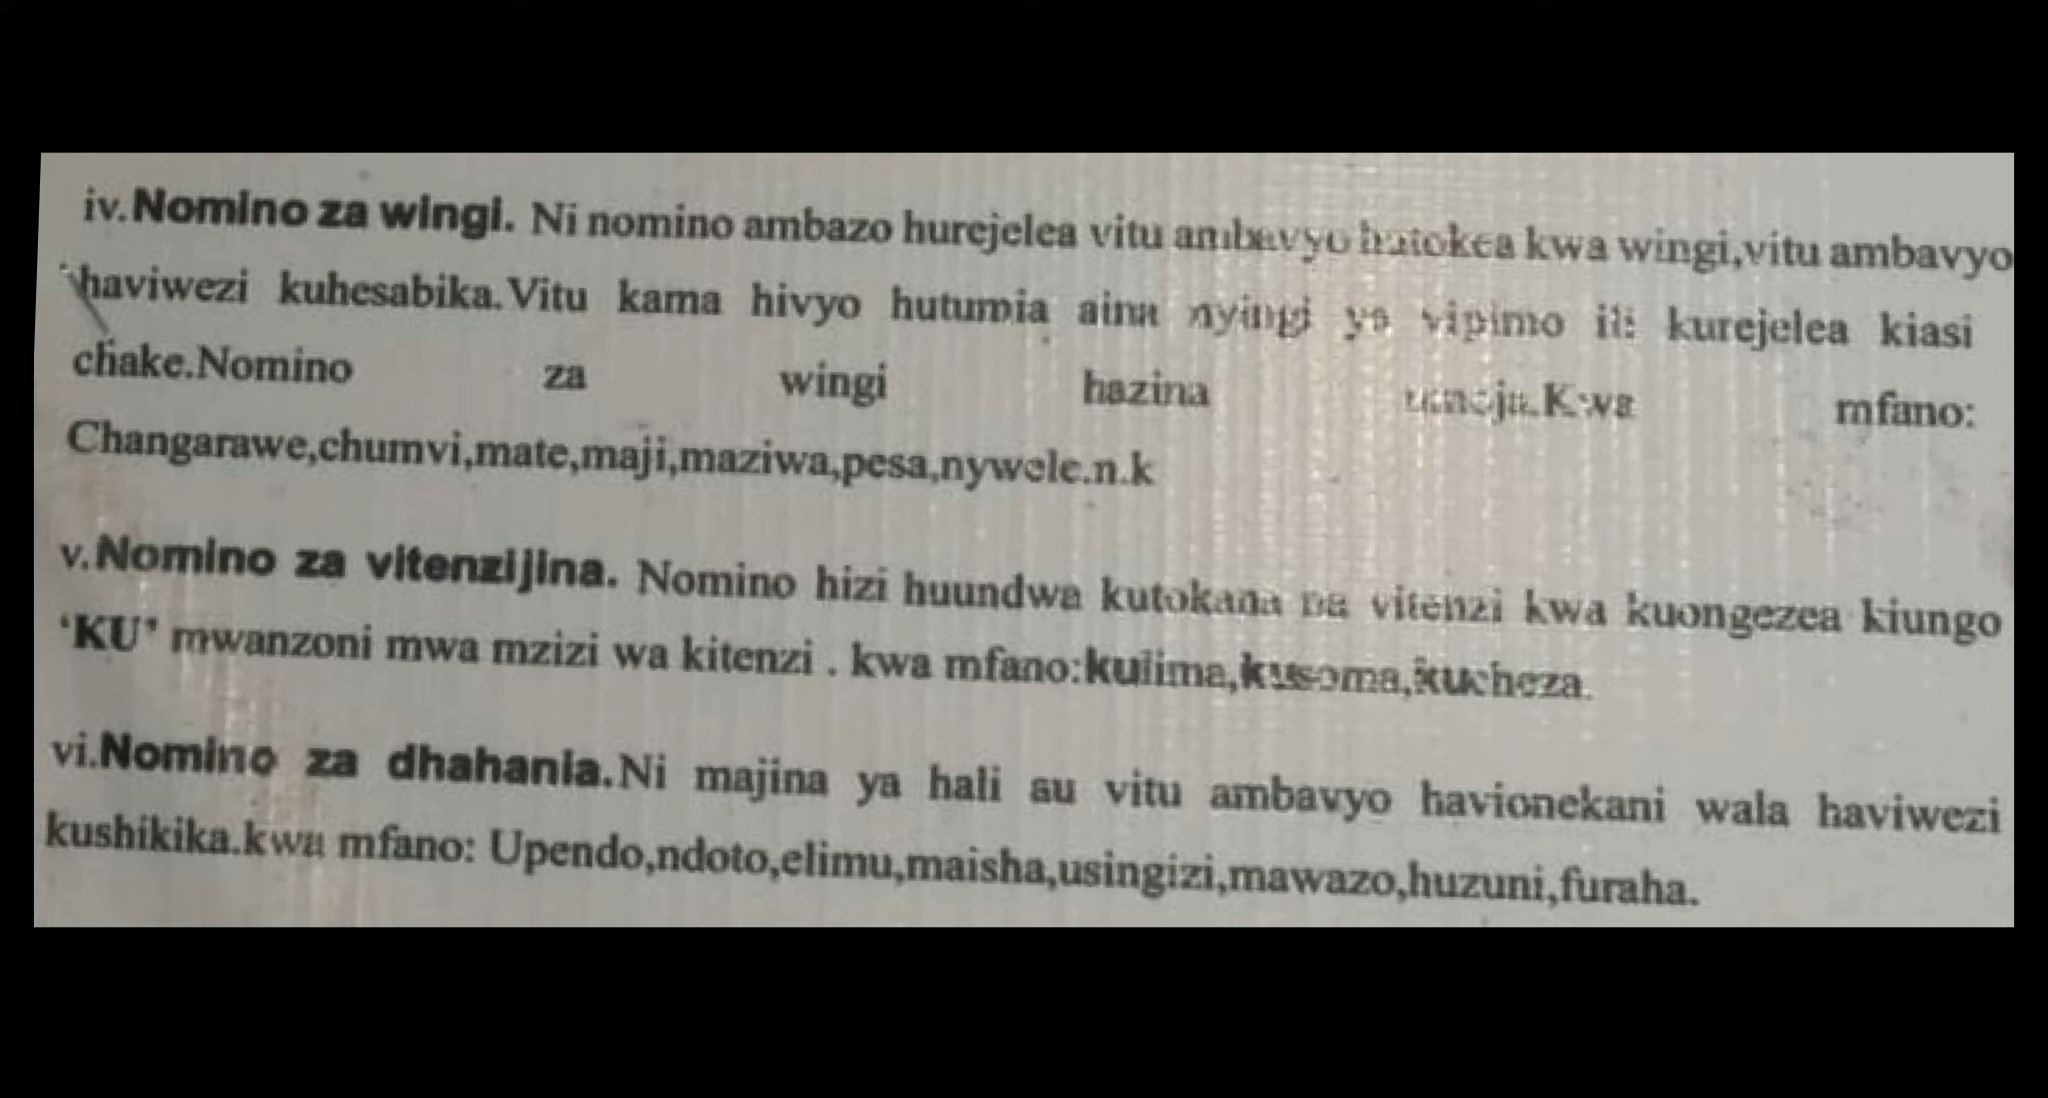 iv.Nomino za wingi. Ni nomino ambazo hurejelea vitu ambavyo hutokea kwa wingi,vitu ambavyo
haviwezi kuhesabika.Vitu kama hivyo hutumia aina nyingi ya vipimo ili kurejelea kiasi
chake.Nomino za wingi hazina umoja.Kwa mfano:
Changarawe,chumvi,mate,maji,maziwa,pesa,nywele.n.k
v.Nomino za vitenzijina. Nomino hizi huundwa kutokana na vitenzi kwa kuongezea kiungo
‘KU’ mwanzoni mwa mzizi wa kitenzi . kwa mfano:kulima,kusoma,kucheza.
vi.Nomino za dhahania.Ni majina ya hali au vitu ambavyo havionekani wala haviwezi
kushikika.kwa mfano: Upendo,ndoto,elimu,maisha,usingizi,mawazo,huzuni,furaha.